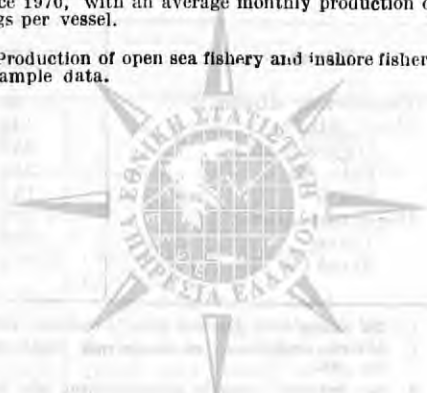 ce 1970, with an average monthly production o
gs per vessel.
Production of open sea fishery and inshore fisher
ample data.
ΕΘΝΙΚΗ ΣΤΑΤΙΣΤΙΚΗ
ΥΠΗΡΕΣΙΑ ΕΛΛΑΔΟΣ